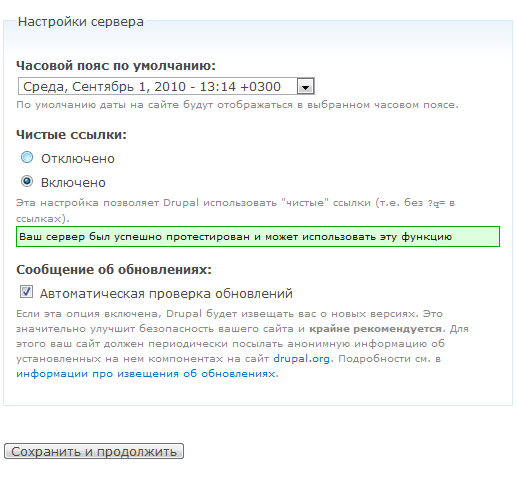 Настройки сервера
Часовой пояс по умолчанию:
Среда, Сентябрь 1, 2010 - 13:14 +0300
По умолчанию даты на сайте будут отображаться в выбранном часовом поясе.
Чистые ссылки:
Отключено
Включено
Эта настройка позволяет Drupal использовать "чистые" ссылки (т.е. без ?q= в
ссылках).
Ваш сервер был успешно протестирован и может использовать эту функцию
Сообщение об обновлениях:
Автоматическая проверка обновлений
Если эта опция включена, Drupal будет извещать вас о новых версиях. Это
значительно улучшит безопасность вашего сайта и крайне рекомендуется. Для
этого ваш сайт должен периодически посылать анонимную информацию об
установленных на нем компонентах на сайт drupal.org. Подробности см. в
информации про извещения об обновлениях.
Сохранить и продолжить